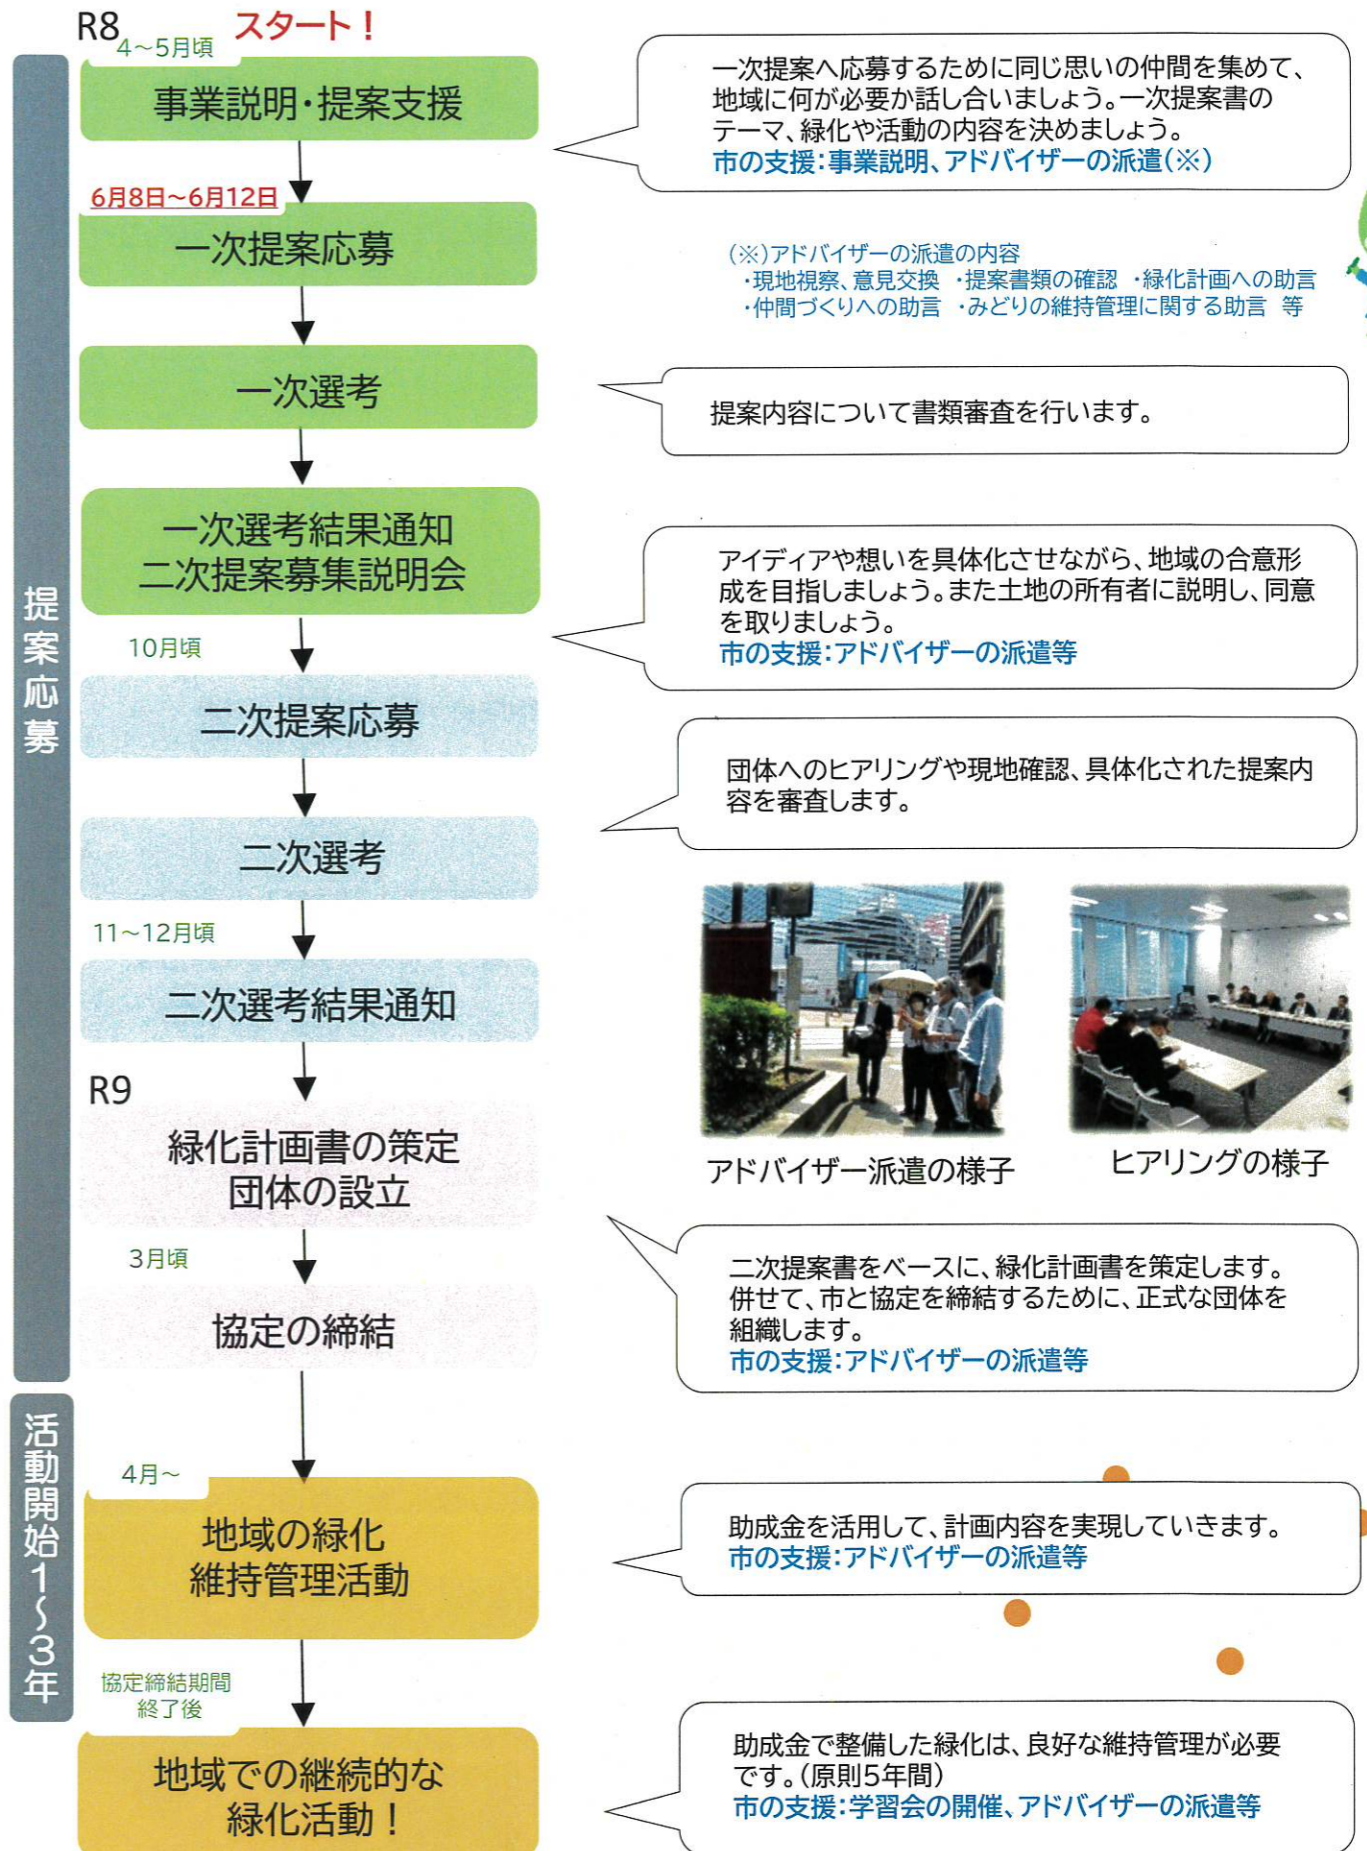 R8
スタート！
4～5月頃
事業説明・提案支援
一次提案へ応募するために同じ思いの仲間を集めて、
地域に何が必要か話し合いましょう。一次提案書の
テーマ、緑化や活動の内容を決めましょう。
市の支援：事業説明、アドバイザーの派遣(※)
6月8日～6月12日
一次提案応募
(※)アドバイザーの派遣の内容
・現地視察、意見交換 ・提案書類の確認 ・緑化計画への助言
・仲間づくりへの助言 ・みどりの維持管理に関する助言 等
一次選考
提案内容について書類審査を行います。
一次選考結果通知
二次提案募集説明会
アイディアや想いを具体化させながら、地域の合意形
成を目指しましょう。また土地の所有者に説明し、同意
を取りましょう。
市の支援：アドバイザーの派遣等
提案応募
10月頃
二次提案応募
団体へのヒアリングや現地確認、具体化された提案内
容を審査します。
二次選考
11～12月頃
二次選考結果通知
アドバイザー派遣の様子
ヒアリングの様子
R9
緑化計画書の策定
団体の設立
二次提案書をベースに、緑化計画書を策定します。
併せて、市と協定を締結するために、正式な団体を
組織します。
市の支援：アドバイザーの派遣等
3月頃
協定の締結
活動開始1～3年
4月～
地域の緑化
維持管理活動
助成金を活用して、計画内容を実現していきます。
市の支援：アドバイザーの派遣等
協定締結期間
終了後
地域での継続的な
緑化活動！
助成金で整備した緑化は、良好な維持管理が必要
です。(原則5年間)
市の支援：学習会の開催、アドバイザーの派遣等